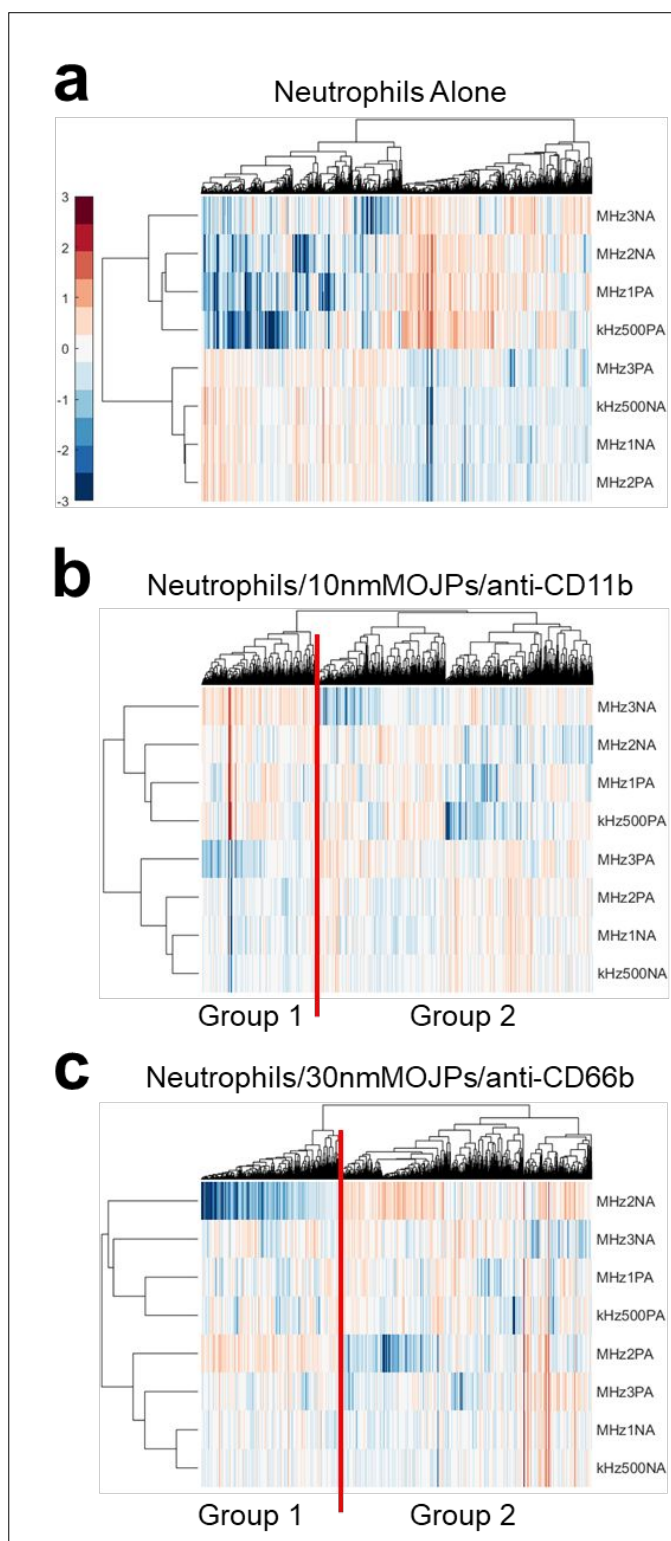 a
Neutrophils Alone
3
2
1
0
-1
-2
-3
MHz3NA
MHz2NA
MHz1PA
kHz500PA
MHz3PA
kHz500NA
MHz1NA
MHz2PA
b
Neutrophils/10nmMOJPs/anti-CD11b
MHz3NA
MHz2NA
MHz1PA
kHz500PA
MHz3PA
MHz2PA
MHz1NA
kHz500NA
Group 1
Group 2
c
Neutrophils/30nmMOJPs/anti-CD66b
MHz2NA
MHz3NA
MHz1PA
kHz500PA
MHz2PA
MHz3PA
MHz1NA
kHz500NA
Group 1
Group 2